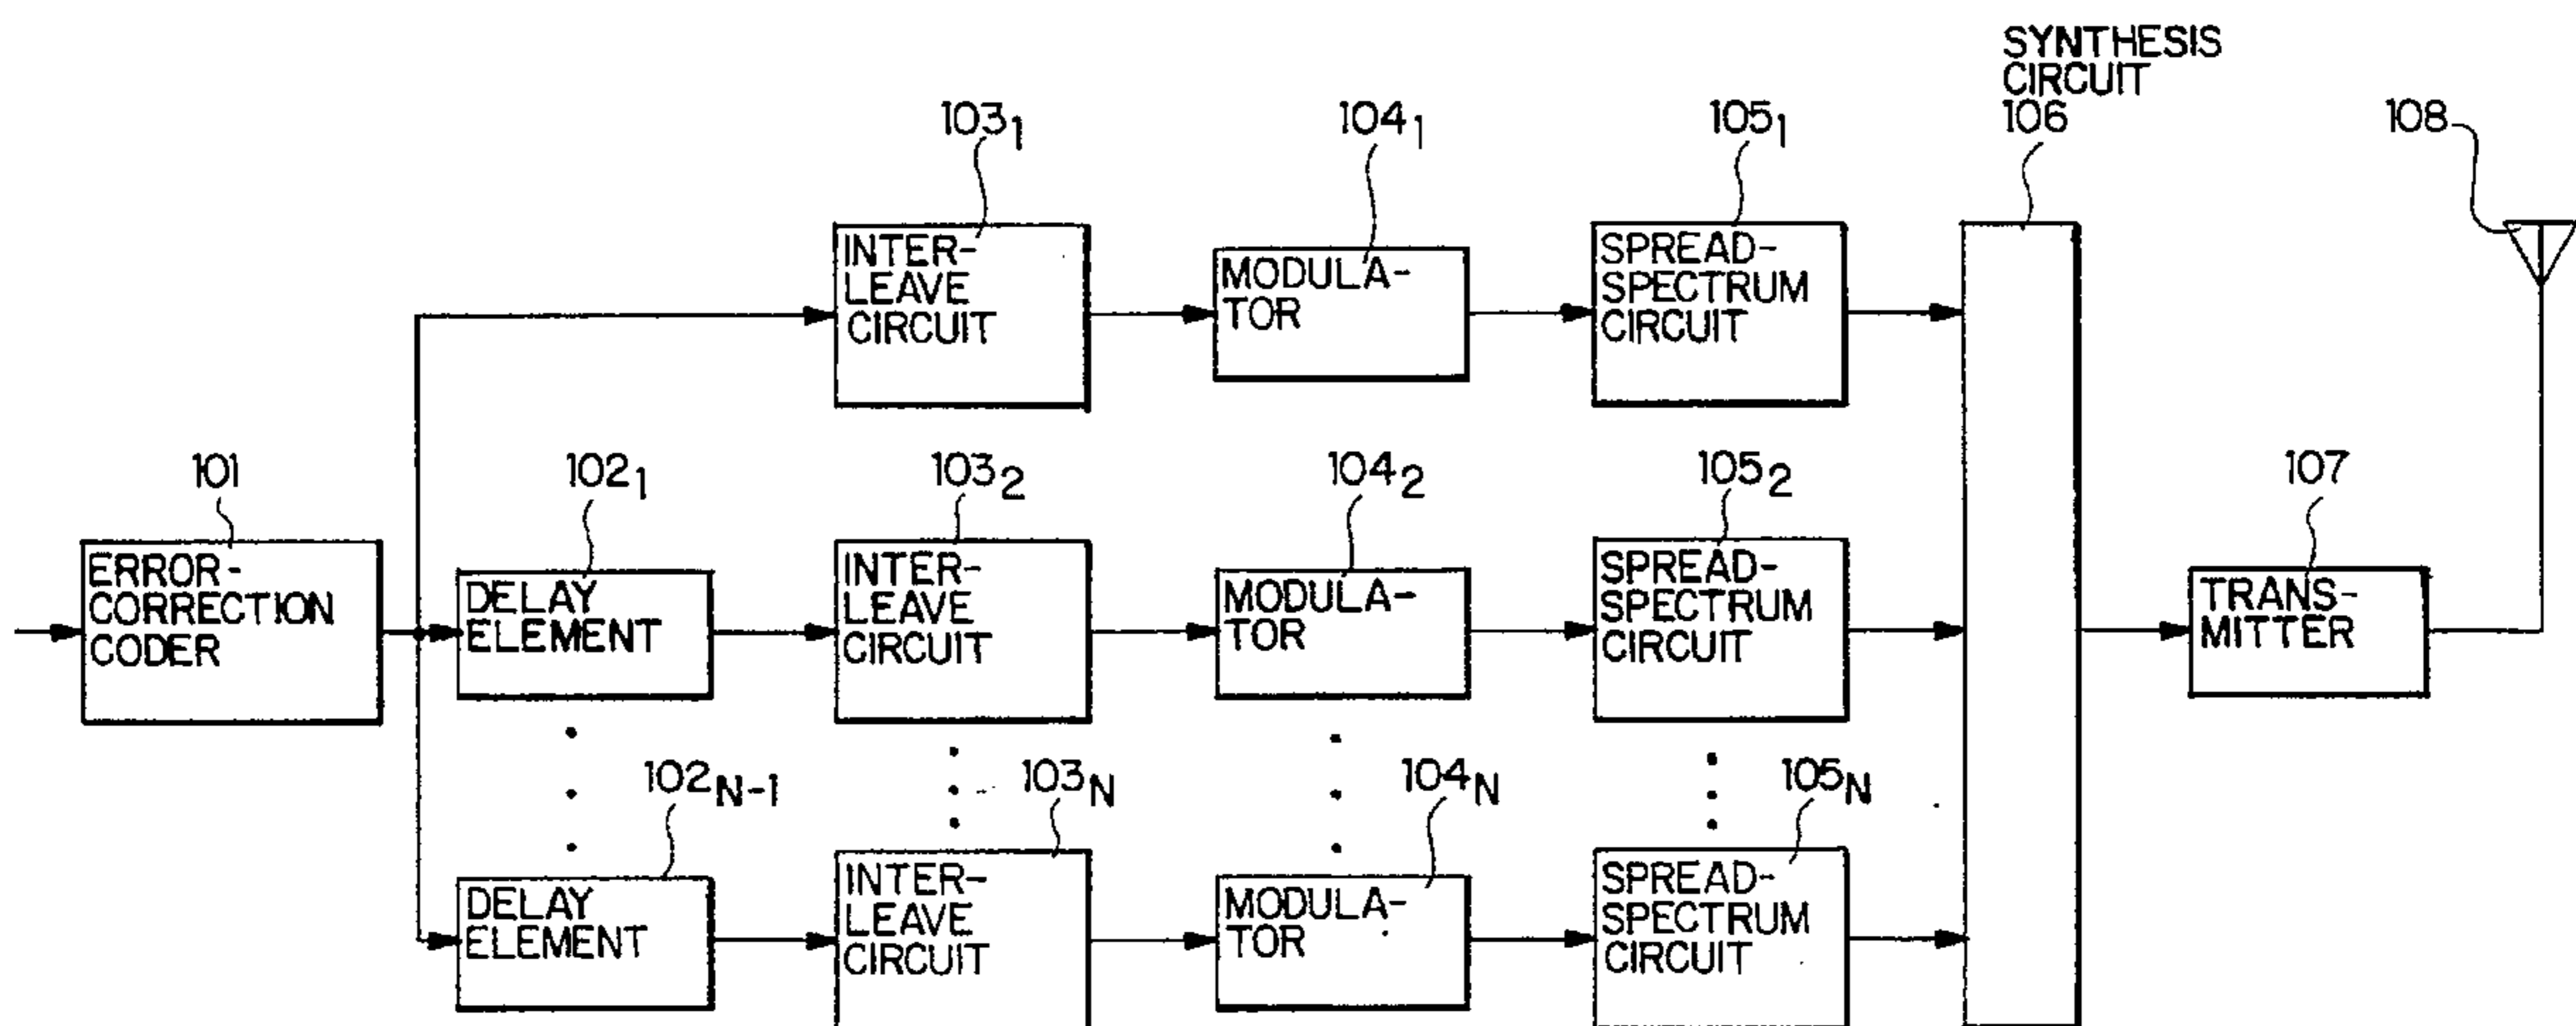 SYNTHESIS
CIRCUIT
106
103₁
104₁
105₁
108
INTER-
LEAVE
CIRCUIT
MODULA-
TOR
SPREAD-
SPECTRUM
CIRCUIT
101
102₁
103₂
104₂
105₂
107
ERROR-
CORRECTION
CODER
DELAY
ELEMENT
INTER-
LEAVE
CIRCUIT
MODULA-
TOR
SPREAD-
SPECTRUM
CIRCUIT
TRANS-
MITTER
102N-1
103N
104N
105N
DELAY
ELEMENT
INTER-
LEAVE
CIRCUIT
MODULA-
TOR
SPREAD-
SPECTRUM
CIRCUIT